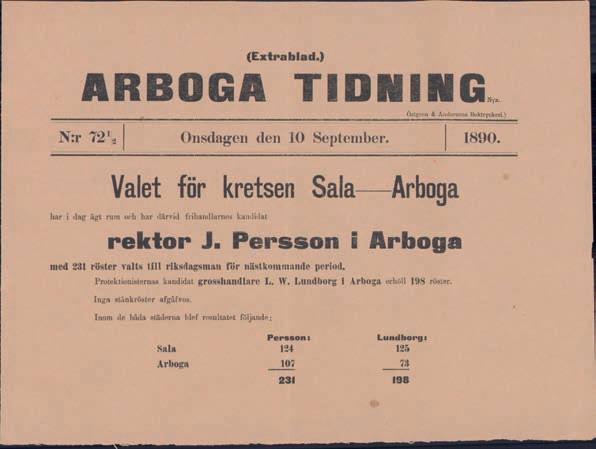 (Extrablad.)
ARBOGA TIDNING
Nya.
(Sjögren & Anderssons Boktryckeri.)
N:r 72½ Onsdagen den 10 September. 1890.
Valet för kretsen Sala—Arboga
har i dag ägt rum och har därvid frihandlarnes kandidat
rektor J. Persson i Arboga
med 231 röster valts till riksdagsman för nästkommande period.
Protektionisternas kandidat grosshandlare L. W. Lundborg i Arboga erhöll 198 röster.
Inga stänkröster afgåfvos.
Inom de båda städerna blef resultatet följande:
Persson: Lundborg:
Sala 124 125
Arboga 107 73
231 198